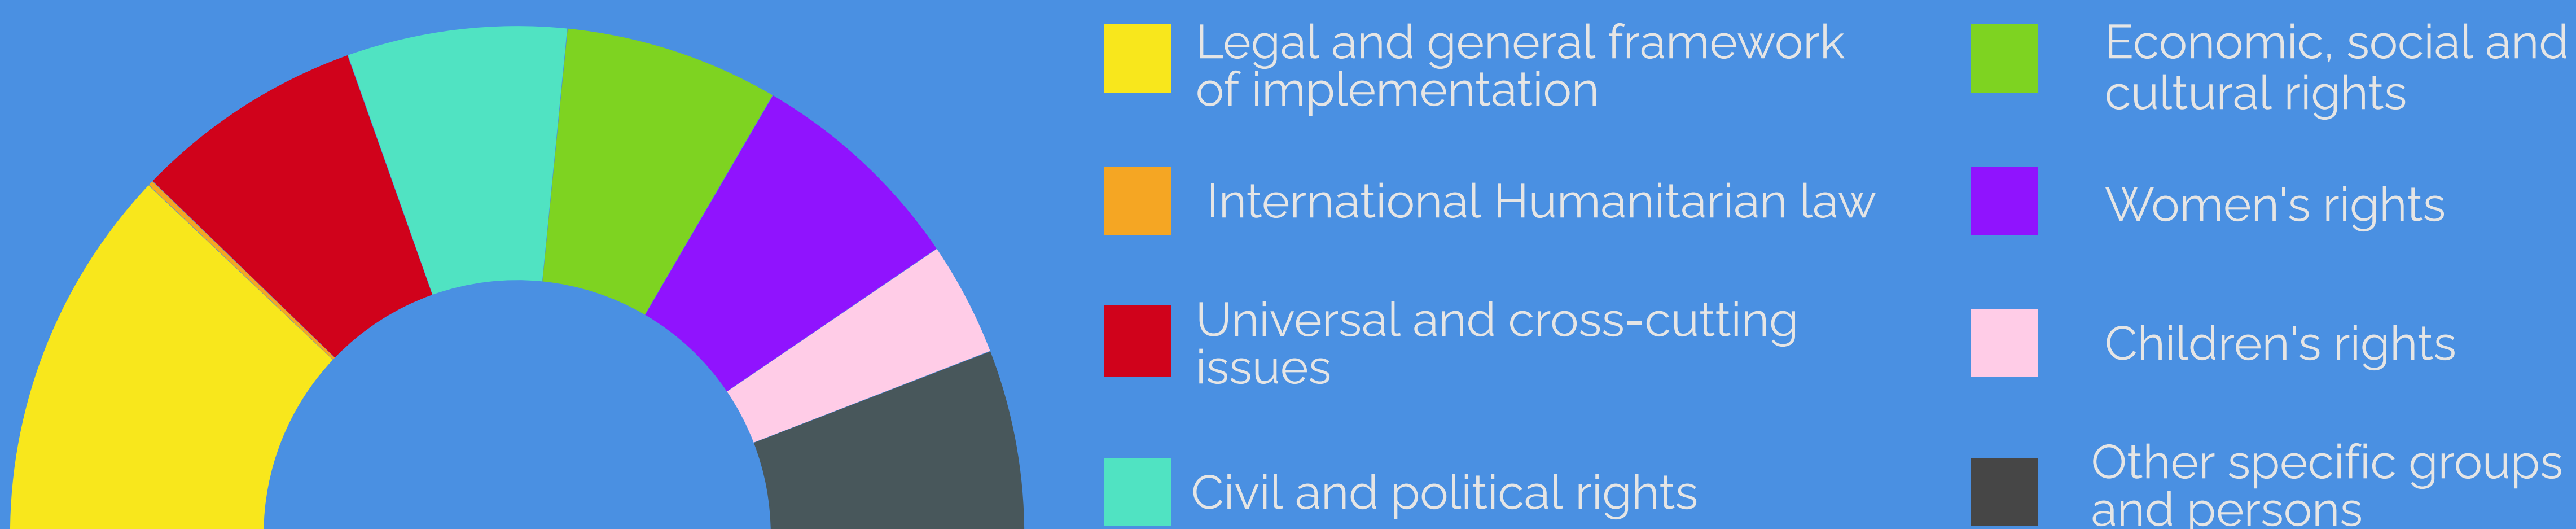 Legal and general framework
of implementation
International Humanitarian law
Universal and cross-cutting
issues
Civil and political rights
Economic, social and
cultural rights
Women's rights
Children's rights
Other specific groups
and persons